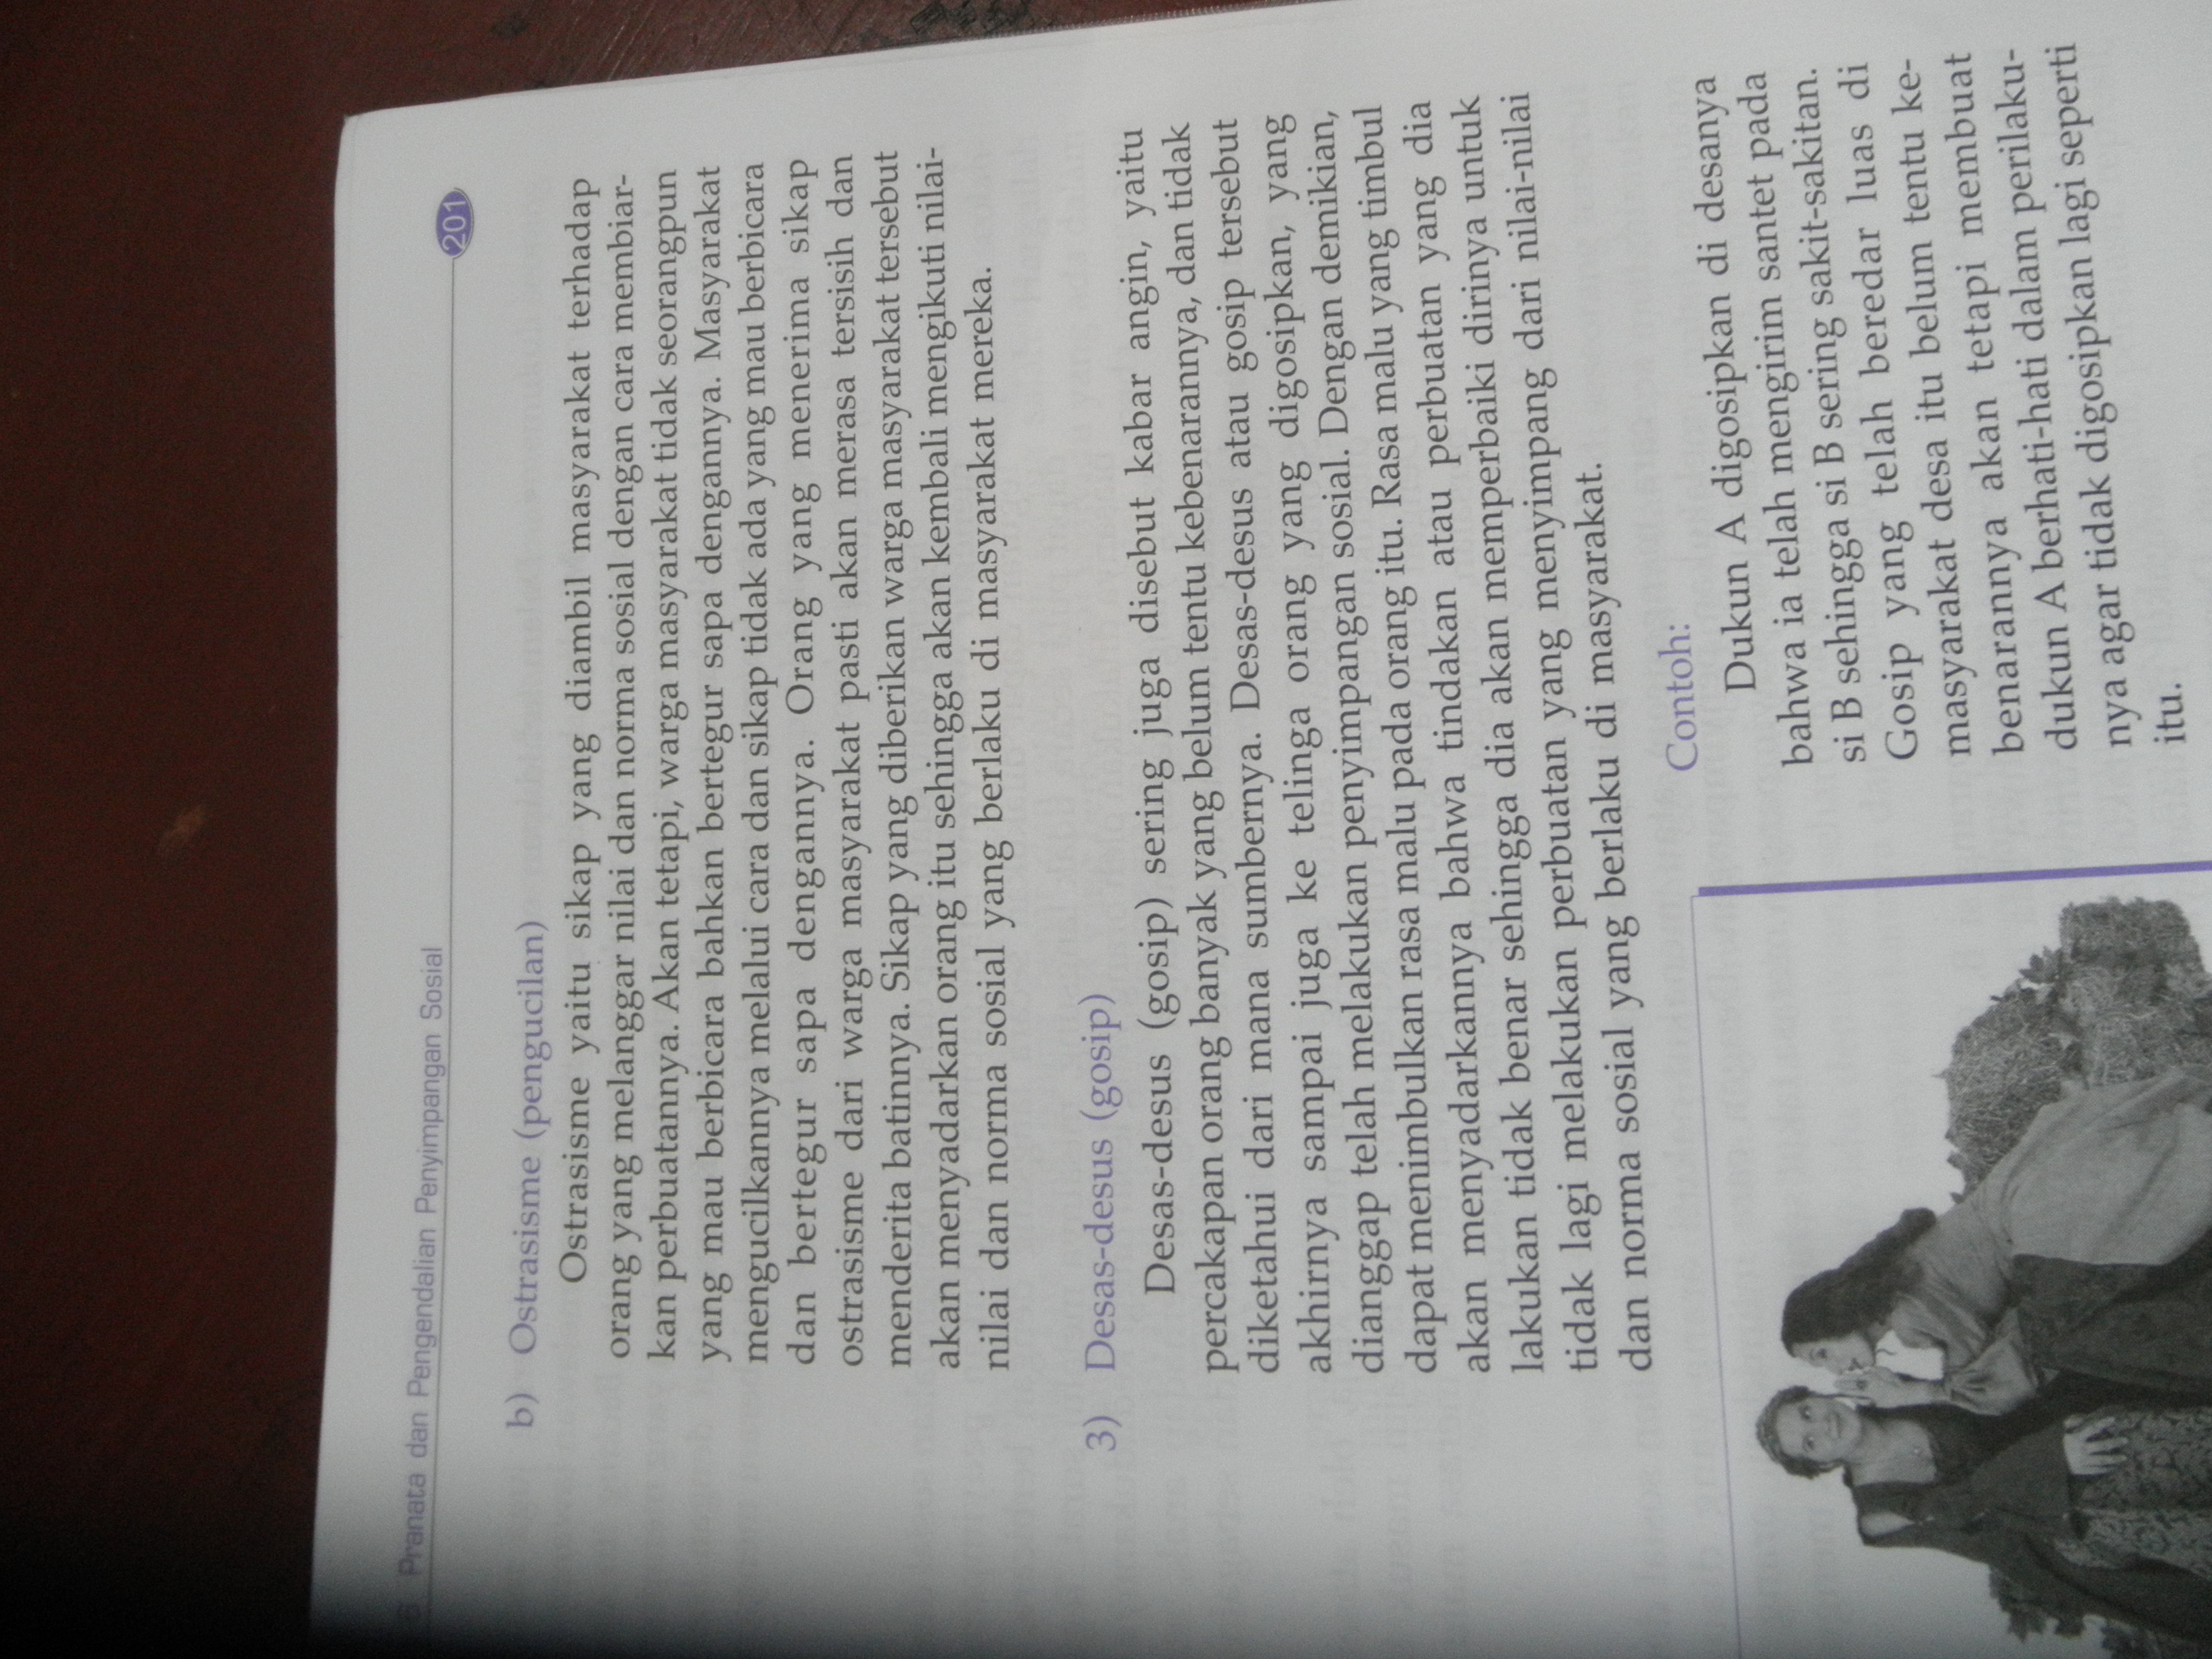 Pranata dan Pengendalian Penyimpangan Sosial
201
b) Ostrasisme (pengucilan)
Ostrasisme yaitu sikap yang diambil masyarakat terhadap
orang yang melanggar nilai dan norma sosial dengan cara membiar-
kan perbuatannya. Akan tetapi, warga masyarakat tidak seorangpun
yang mau berbicara bahkan bertegur sapa dengannya. Masyarakat
mengucilkannya melalui cara dan sikap tidak ada yang mau berbicara
dan bertegur sapa dengannya. Orang yang menerima sikap
ostrasisme dari warga masyarakat pasti akan merasa tersisih dan
menderita batinnya. Sikap yang diberikan warga masyarakat tersebut
akan menyadarkan orang itu sehingga akan kembali mengikuti nilai-
nilai dan norma sosial yang berlaku di masyarakat mereka.
3) Desas-desus (gosip)
Desas-desus (gosip) sering juga disebut kabar angin, yaitu
percakapan orang banyak yang belum tentu kebenarannya, dan tidak
diketahui dari mana sumbernya. Desas-desus atau gosip tersebut
akhirnya sampai juga ke telinga orang yang digosipkan, yang
dianggap telah melakukan penyimpangan sosial. Dengan demikian,
dapat menimbulkan rasa malu pada orang itu. Rasa malu yang timbul
akan menyadarkannya bahwa tindakan atau perbuatan yang dia
lakukan tidak benar sehingga dia akan memperbaiki dirinya untuk
tidak lagi melakukan perbuatan yang menyimpang dari nilai-nilai
dan norma sosial yang berlaku di masyarakat.
Contoh:
Dukun A digosipkan di desanya
bahwa ia telah mengirim santet pada
si B sehingga si B sering sakit-sakitan.
Gosip yang telah beredar luas di
masyarakat desa itu belum tentu ke-
benarannya akan tetapi membuat
dukun A berhati-hati dalam perilaku-
nya agar tidak digosipkan lagi seperti
itu.